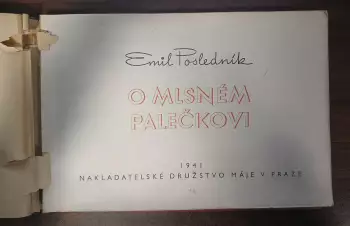 Emil Posledník
O MLSNÉM
PALEČKOVI
1941
NAKLADATELSKÉ DRUŽSTVO MÁJE V PRAZE